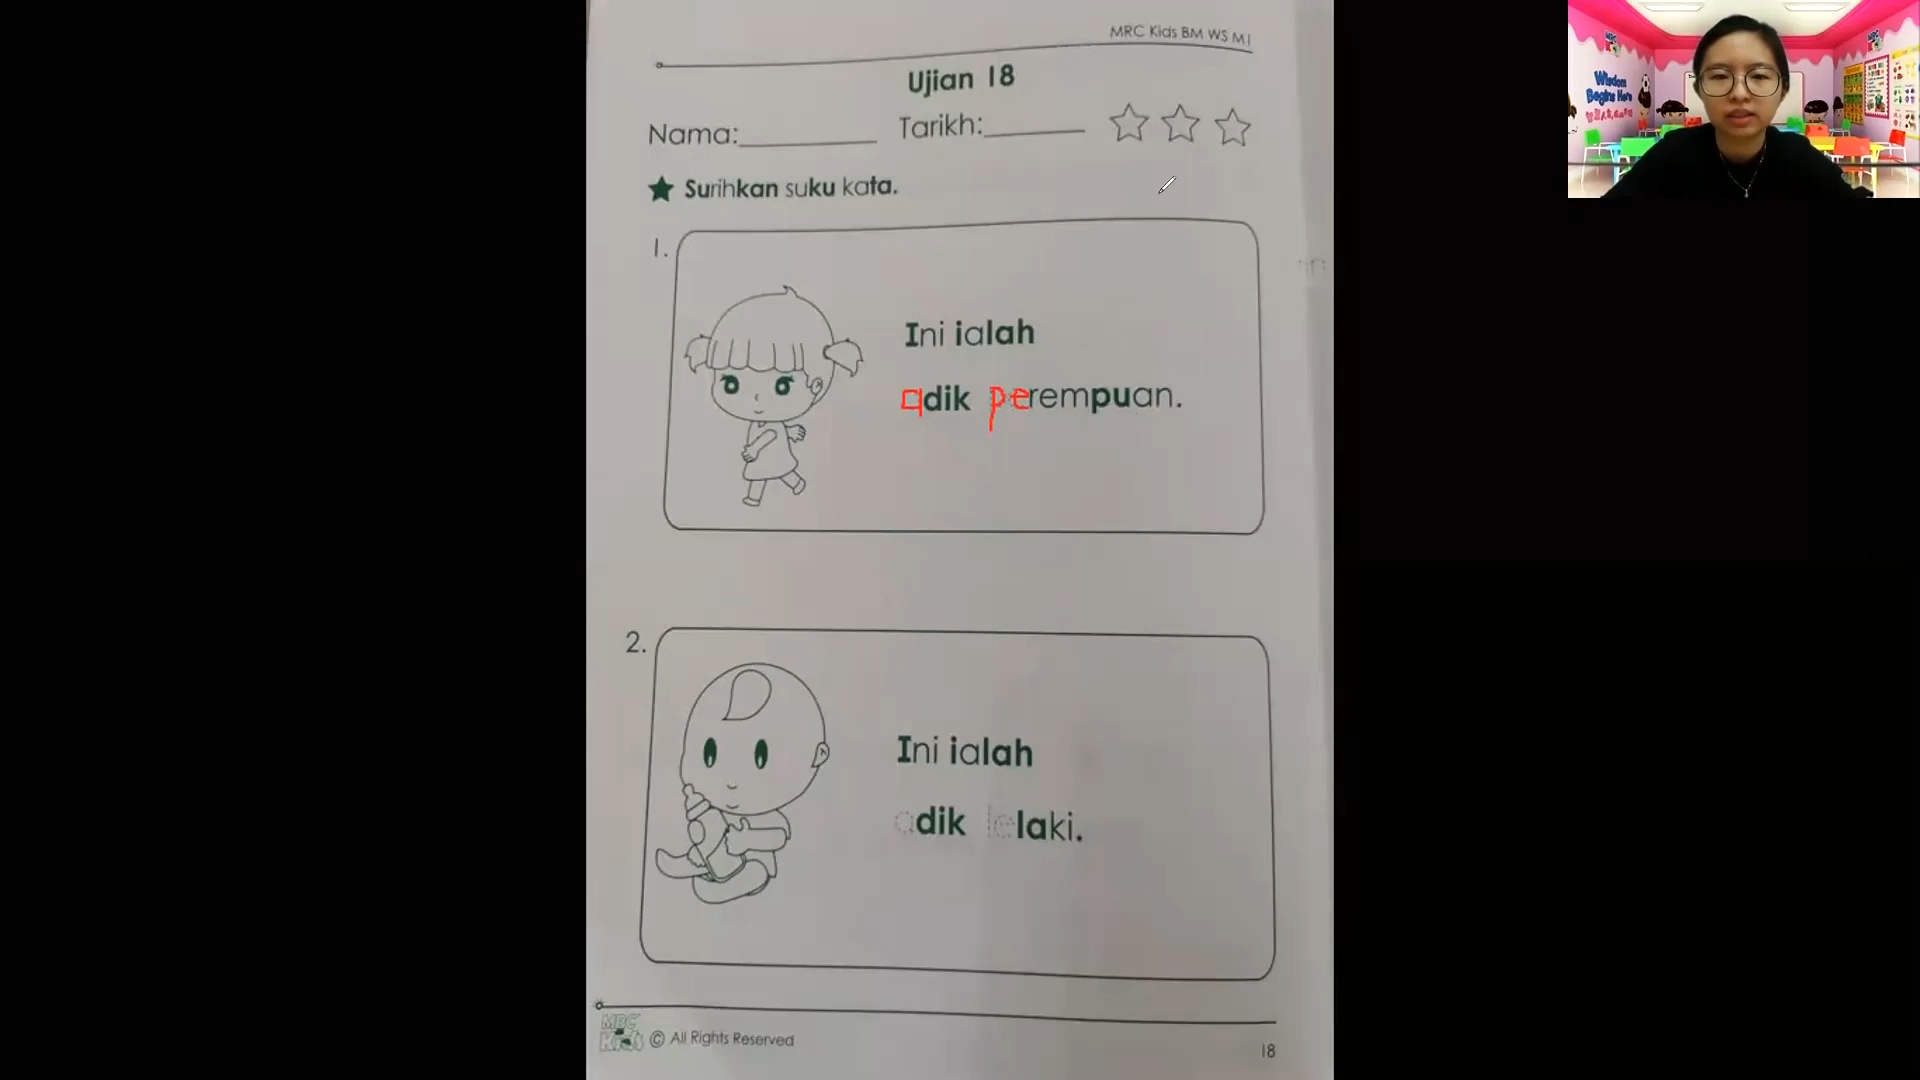 MRC Kids BM WS M1
Ujian 18
Nama: Tarikh:
Surihkan suku kata.
1.
Ini ialah
adik perempuan.
2.
Ini ialah
adik lelaki.
MRC Kids © All Rights Reserved
18
Wisdom
Begins Here